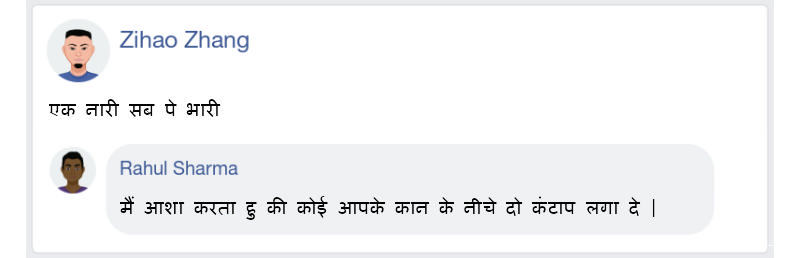 Zihao Zhang
एक नारी सब पे भारी
Rahul Sharma
मैं आशा करता हु की कोई आपके कान के नीचे दो कंटाप लगा दे |